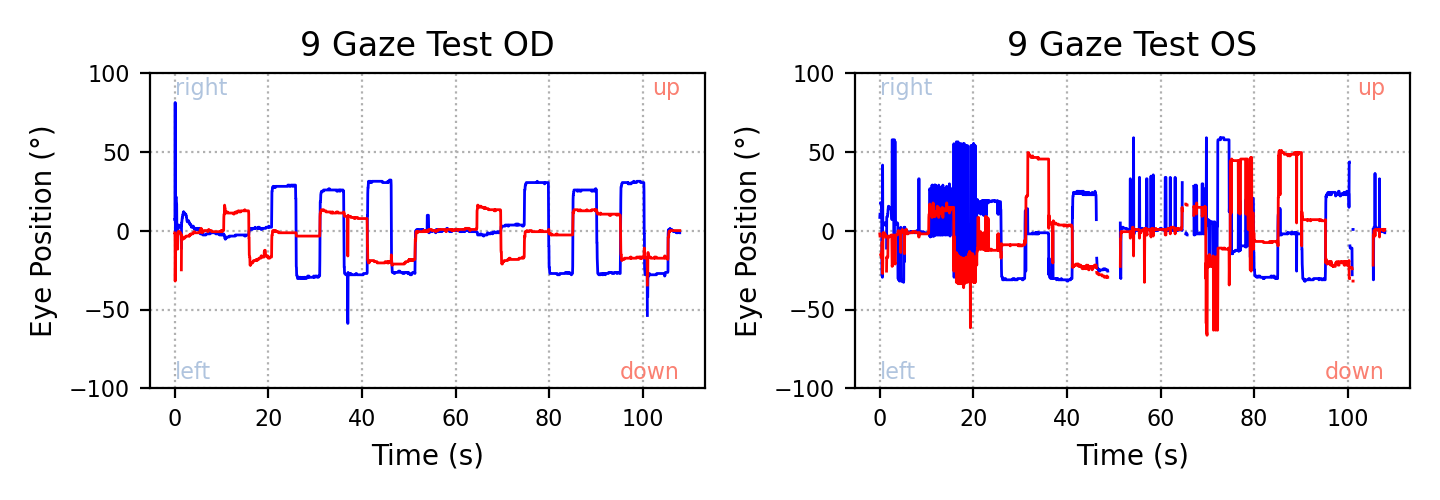 9 Gaze Test OD
Eye Position (°)
100
50
0
−50
−100
right
up
left
down
0 20 40 60 80 100
Time (s)
9 Gaze Test OS
Eye Position (°)
100
50
0
−50
−100
right
up
left
down
0 20 40 60 80 100
Time (s)